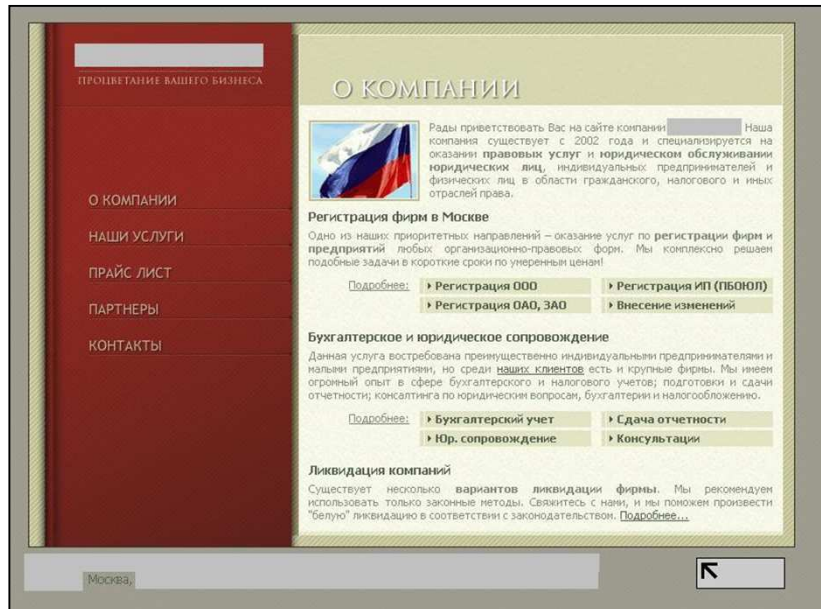 ПРОЦВЕТАНИЕ ВАШЕГО БИЗНЕСА
О КОМПАНИИ
НАШИ УСЛУГИ
ПРАЙС ЛИСТ
ПАРТНЕРЫ
КОНТАКТЫ
О КОМПАНИИ
Рады приветствовать Вас на сайте компании Наша
компания существует с 2002 года и специализируется на
оказании правовых услуг и юридическом обслуживании
юридических лиц, индивидуальных предпринимателей и
физических лиц в области гражданского, налогового и иных
отраслей права.
Регистрация фирм в Москве
Одно из наших приоритетных направлений – оказание услуг по регистрации фирм и
предприятий любых организационно-правовых форм. Мы комплексно решаем
подобные задачи в короткие сроки по умеренным ценам!
Подробнее: Регистрация ООО Регистрация ИП (ПБОЮЛ)
Регистрация ОАО, ЗАО Внесение изменений
Бухгалтерское и юридическое сопровождение
Данная услуга востребована преимущественно индивидуальными предпринимателями и
малыми предприятиями, но среди наших клиентов есть и крупные фирмы. Мы имеем
огромный опыт в сфере бухгалтерского и налогового учетов; подготовки и сдачи
отчетности; консалтинга по юридическим вопросам, бухгалтерии и налогообложению.
Подробнее: Бухгалтерский учет Сдача отчетности
Юр. сопровождение Консультации
Ликвидация компаний
Существует несколько вариантов ликвидации фирмы. Мы рекомендуем
использовать только законные методы. Свяжитесь с нами, и мы поможем произвести
"белую" ликвидацию в соответствии с законодательством. Подробнее...
Москва,